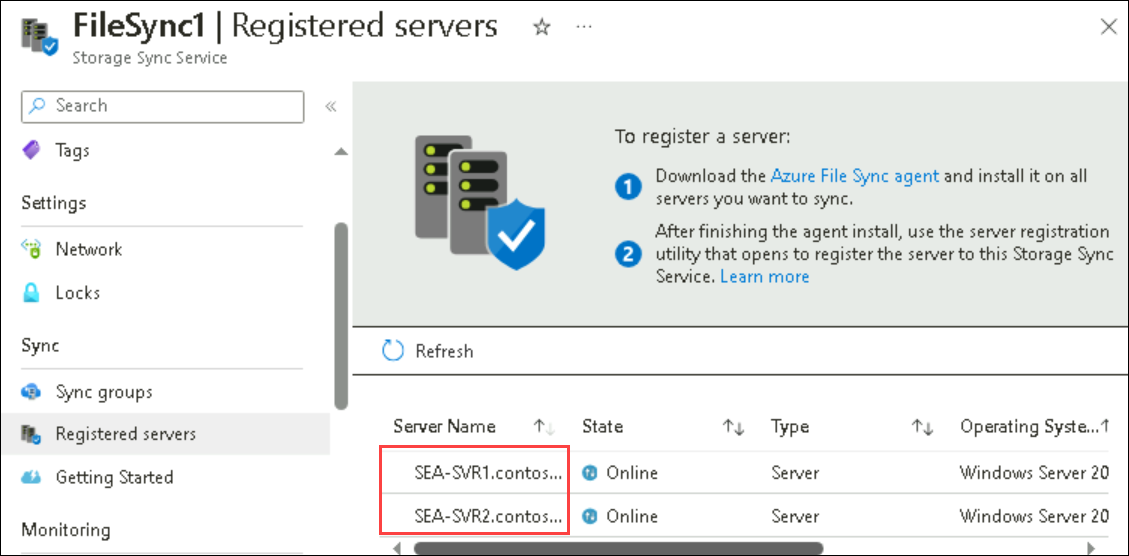 FileSync1 | Registered servers
Storage Sync Service
Search
Tags
Settings
Network
Locks
Sync
Sync groups
Registered servers
Getting Started
Monitoring
To register a server:
1 Download the Azure File Sync agent and install it on all
servers you want to sync.
2 After finishing the agent install, use the server registration
utility that opens to register the server to this Storage Sync
Service. Learn more
Refresh
Server Name State Type Operating Syste...
SEA-SVR1.contos... Online Server Windows Server 20
SEA-SVR2.contos... Online Server Windows Server 20